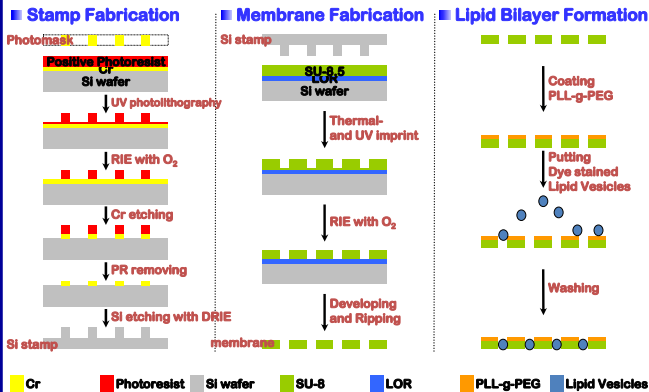 Stamp Fabrication
Photomask
Positive Photoresist
Cr
Si wafer
UV photolithography
RIE with O2
Cr etching
PR removing
Si etching with DRIE
Si stamp
Membrane Fabrication
Si stamp
SU-8,5
LOR
Si wafer
Thermal-
and UV imprint
RIE with O2
Developing
and Ripping
membrane
Lipid Bilayer Formation
Coating
PLL-g-PEG
Putting
Dye stained
Lipid Vesicles
Washing
Cr Photoresist Si wafer SU-8 LOR PLL-g-PEG Lipid Vesicles